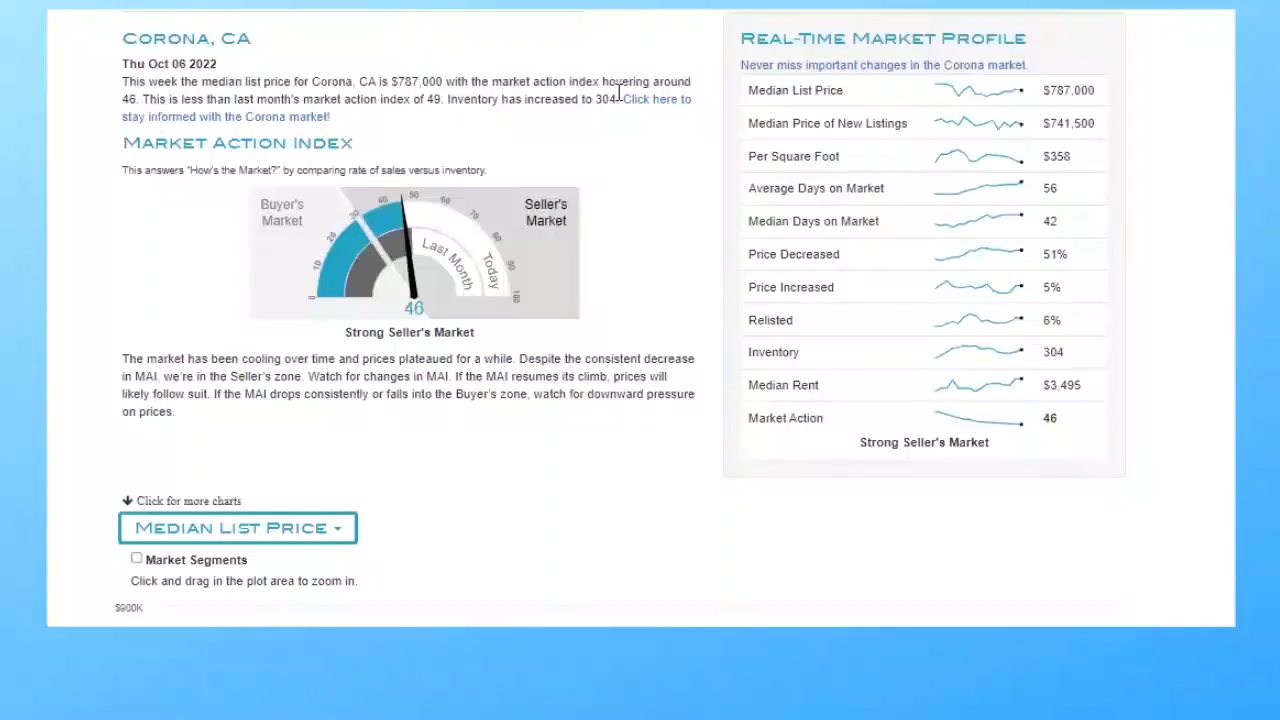 CORONA, CA
Thu Oct 06 2022
This week the median list price for Corona, CA is $787,000 with the market action index hovering around
46. This is less than last month's market action index of 49. Inventory has increased to 304. Click here to
stay informed with the Corona market!
MARKET ACTION INDEX
This answers "How's the Market?" by comparing rate of sales versus inventory.
Buyer's
Market
Seller's
Market
0
10
20
30
40
50
60
70
80
90
100
Last Month
Today
46
Strong Seller's Market
The market has been cooling over time and prices plateaued for a while. Despite the consistent decrease
in MAI, we're in the Seller's zone. Watch for changes in MAI. If the MAI resumes its climb, prices will
likely follow suit. If the MAI drops consistently or falls into the Buyer's zone, watch for downward pressure
on prices.
Click for more charts
MEDIAN LIST PRICE
Market Segments
Click and drag in the plot area to zoom in.
$900K
REAL-TIME MARKET PROFILE
Never miss important changes in the Corona market.
Median List Price $787,000
Median Price of New Listings $741,500
Per Square Foot $358
Average Days on Market 56
Median Days on Market 42
Price Decreased 51%
Price Increased 5%
Relisted 6%
Inventory 304
Median Rent $3,495
Market Action 46
Strong Seller's Market